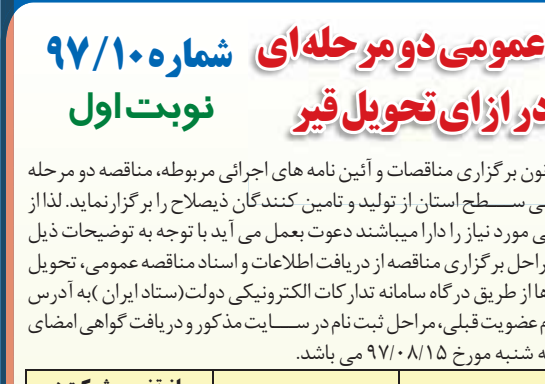 عمومی دو مرحله ای شماره ۹۷/۱۰
در ازای تحویل قیر نوبت اول
نون برگزاری مناقصات و آئین نامه های اجرائی مربوطه، مناقصه دو مرحله
ی سطح استان از تولید و تامین کنندگان ذیصلاح را برگزار نماید. لذا از
ی مورد نیاز را دارا میباشند دعوت بعمل می آید با توجه به توضیحات ذیل
راحل برگزاری مناقصه از دریافت اطلاعات و اسناد مناقصه عمومی، تحویل
ها از طریق درگاه سامانه تدارکات الکترونیکی دولت(ستاد ایران )به آدرس
م عضویت قبلی، مراحل ثبت نام در سایت مذکور و دریافت گواهی امضای
ه شنبه مورخ ۹۷/۰۸/۱۵ می باشد.